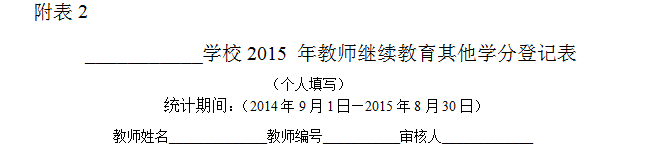 附表 2
___________学校 2015 年教师继续教育其他学分登记表
（个人填写）
统计期间：（2014 年 9 月 1 日－2015 年 8 月 30 日）
教师姓名_____________教师编号__________审核人____________